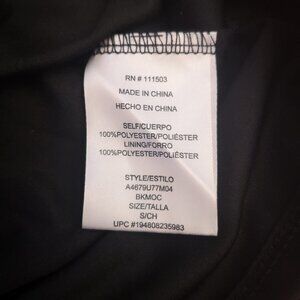 RN # 111503
MADE IN CHINA
HECHO EN CHINA
SELF/CUERPO
100%POLYESTER/POLIÉSTER
LINING/FORRO
100%POLYESTER/POLIÉSTER
STYLE/ESTILO
A4679U77M04
BKMOC
SIZE/TALLA
S/CH
UPC #194808235983